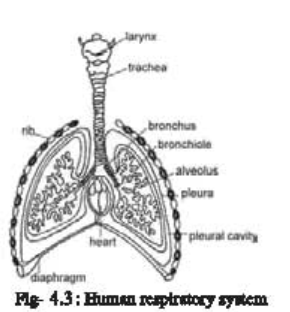 larynx
trachea
rib
bronchus
bronchiole
alveolus
pleura
pleural cavity
heart
diaphragm
Fig- 4.3 : Human respiratory system